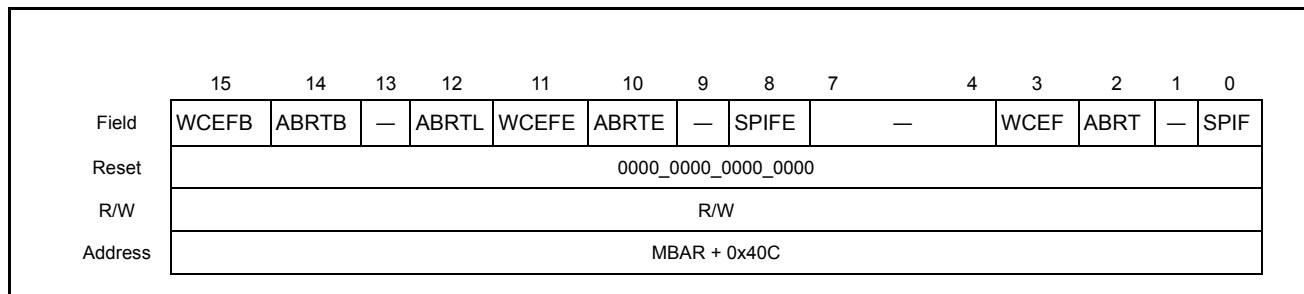 15 14 13 12 11 10 9 8 7 4 3 2 1 0
Field WCEFB ABRTB — ABRTL WCEFE ABRTE — SPIFE — WCEF ABRT — SPIF
Reset 0000_0000_0000_0000
R/W R/W
Address MBAR + 0x40C